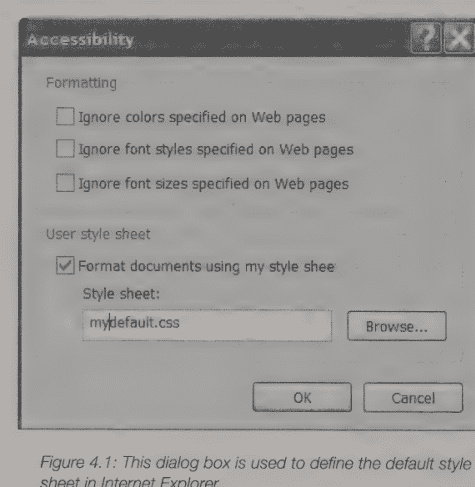 Accessibility
Formatting
Ignore colors specified on Web pages
Ignore font styles specified on Web pages
Ignore font sizes specified on Web pages
User style sheet
Format documents using my style shee
Style sheet:
mydefault.css
Browse...
OK
Cancel
Figure 4.1: This dialog box is used to define the default style
sheet in Internet Explorer